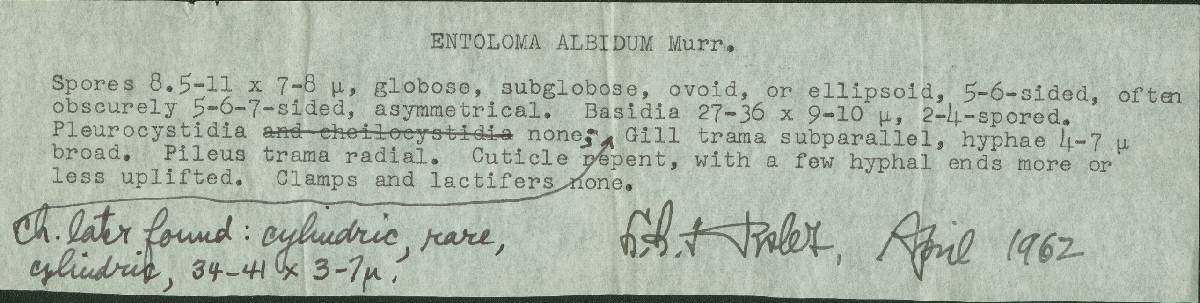 ENTOLOMA ALBIDUM Murr.
Spores 8.5-11 x 7-8 μ, globose, subglobose, ovoid, or ellipsoid, 5-6-sided, often
obscurely 5-6-7-sided, asymmetrical. Basidia 27-36 x 9-10 μ, 2-4-spored.
Pleurocystidia and cheilocystidia none; Gill trama subparallel, hyphae 4-7 μ
broad. Pileus trama radial. Cuticle repent, with a few hyphal ends more or
less uplifted. Clamps and lactifers none.
Ch. later found: cylindric, rare,
cylindric, 34-41 x 3-7μ.
April 1962